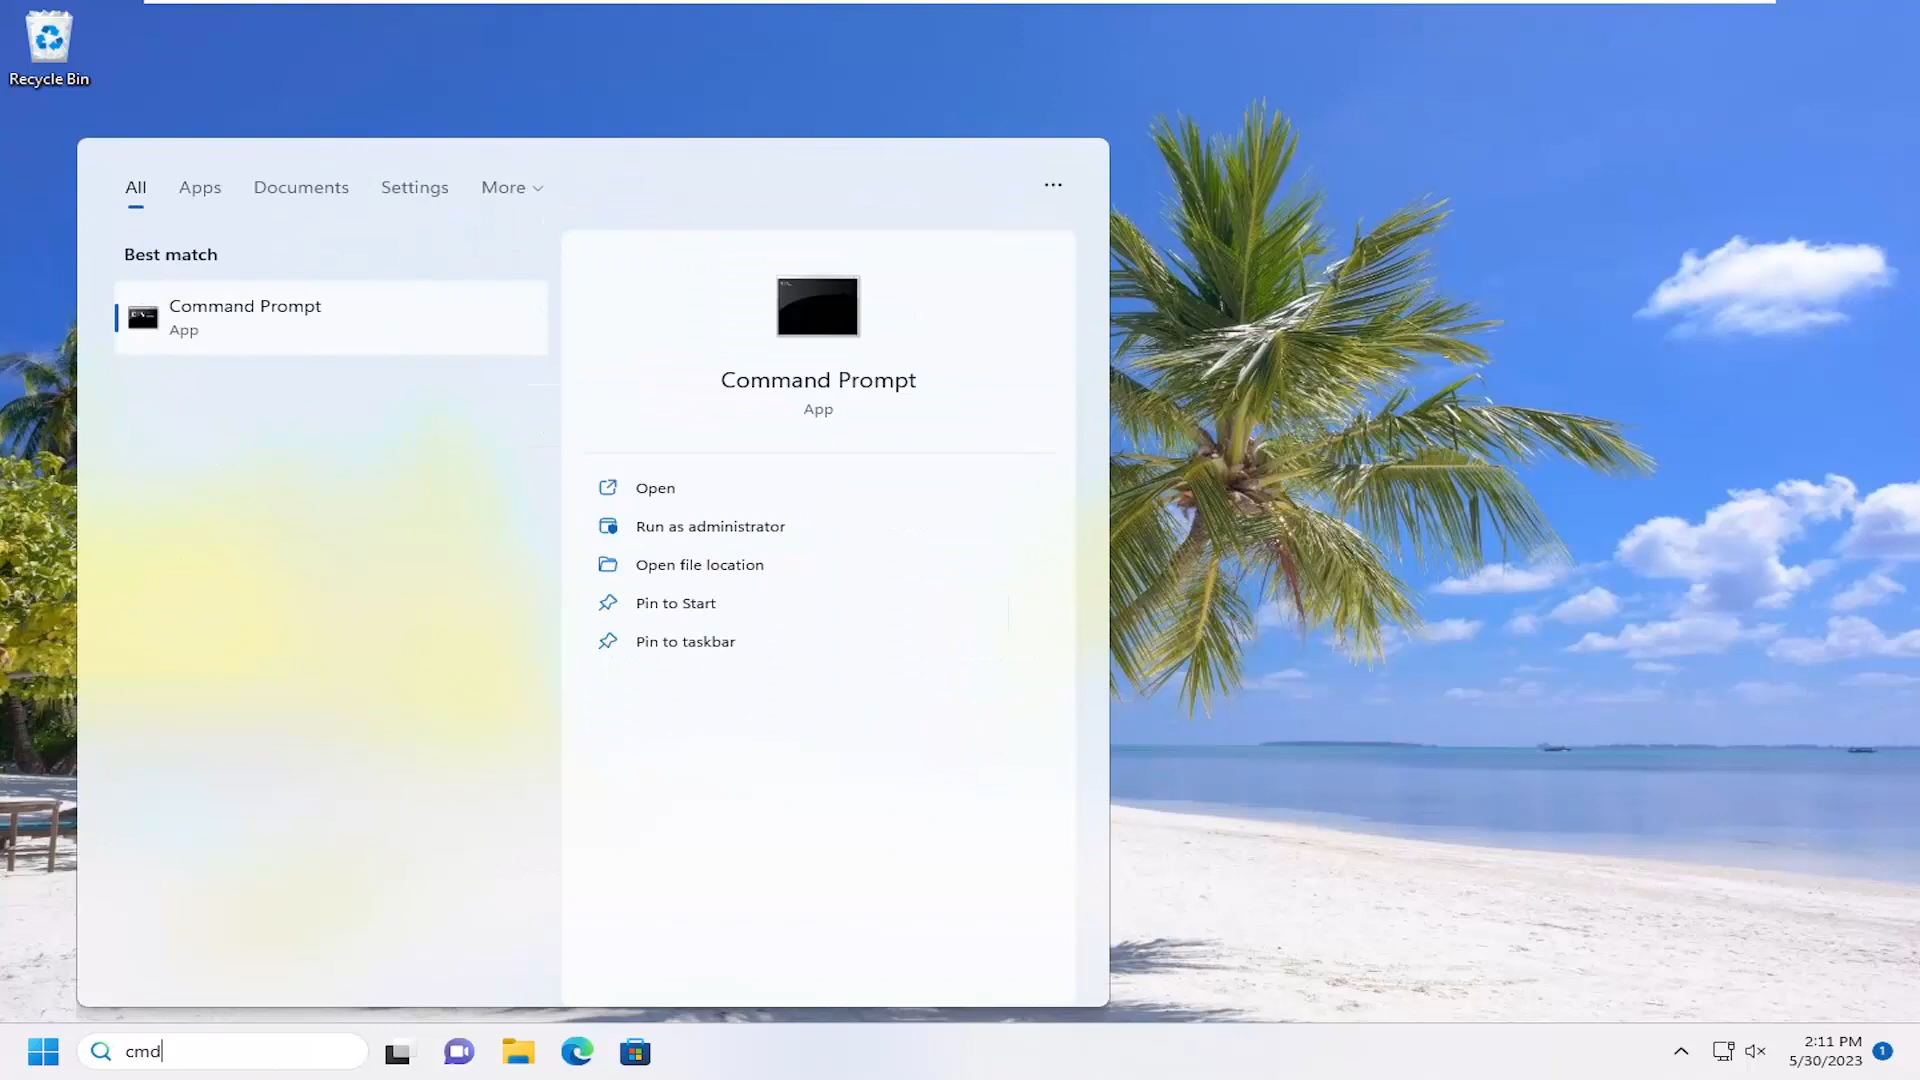 Recycle Bin
All Apps Documents Settings More
Best match
Command Prompt
App
Command Prompt
App
Open
Run as administrator
Open file location
Pin to Start
Pin to taskbar
cmd
2:11 PM
5/30/2023
1